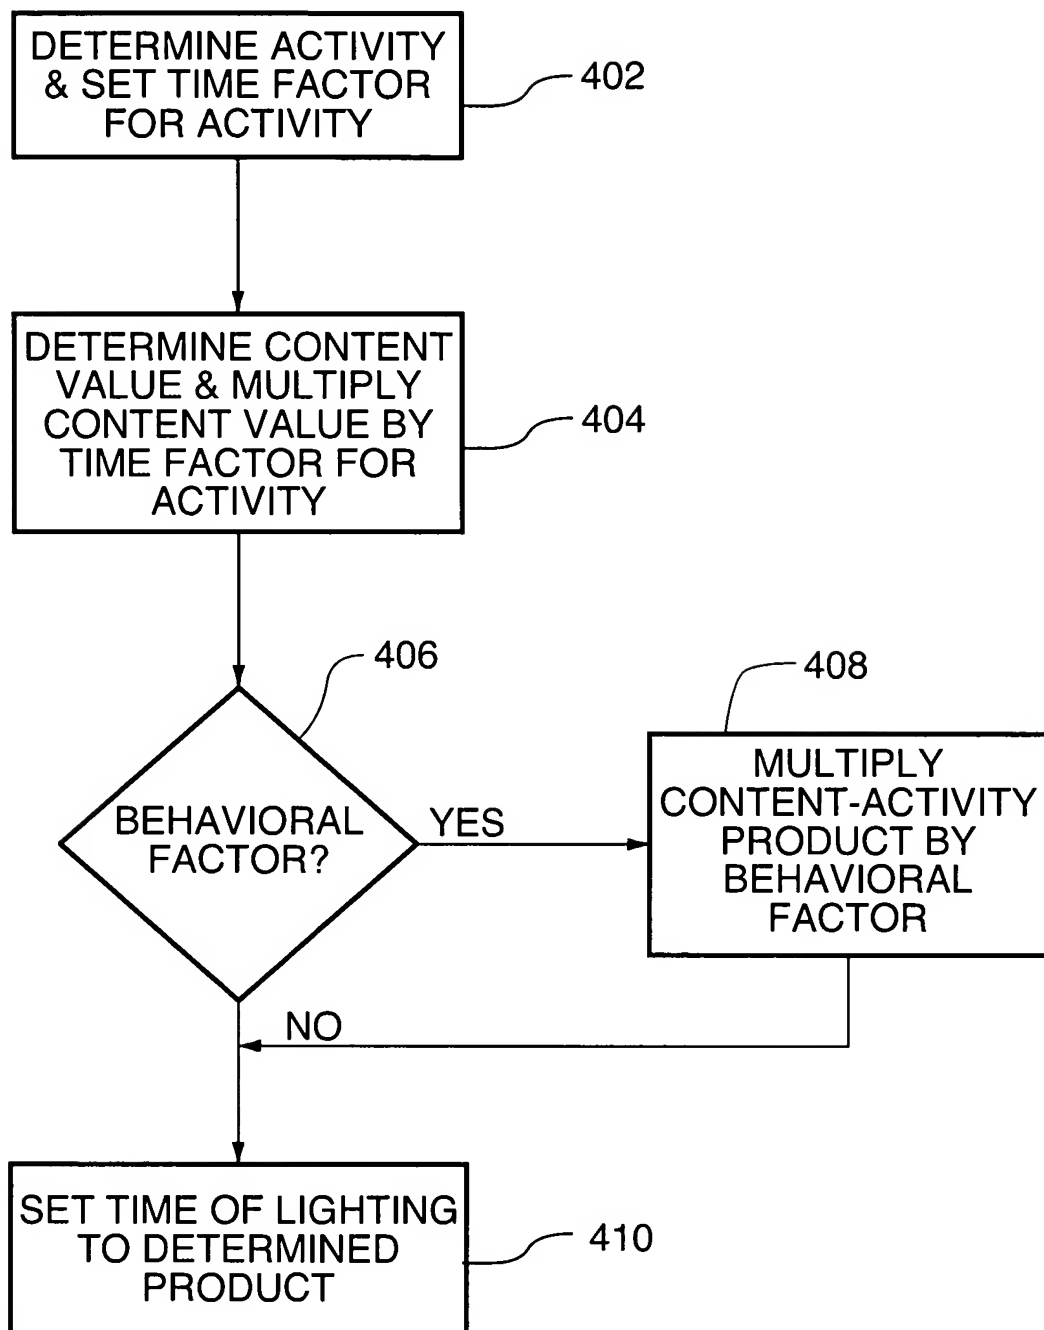 DETERMINE ACTIVITY
& SET TIME FACTOR
FOR ACTIVITY
402
DETERMINE CONTENT
VALUE & MULTIPLY
CONTENT VALUE BY
TIME FACTOR FOR
ACTIVITY
404
406
BEHAVIORAL
FACTOR?
YES
408
MULTIPLY
CONTENT-ACTIVITY
PRODUCT BY
BEHAVIORAL
FACTOR
NO
SET TIME OF LIGHTING
TO DETERMINED
PRODUCT
410